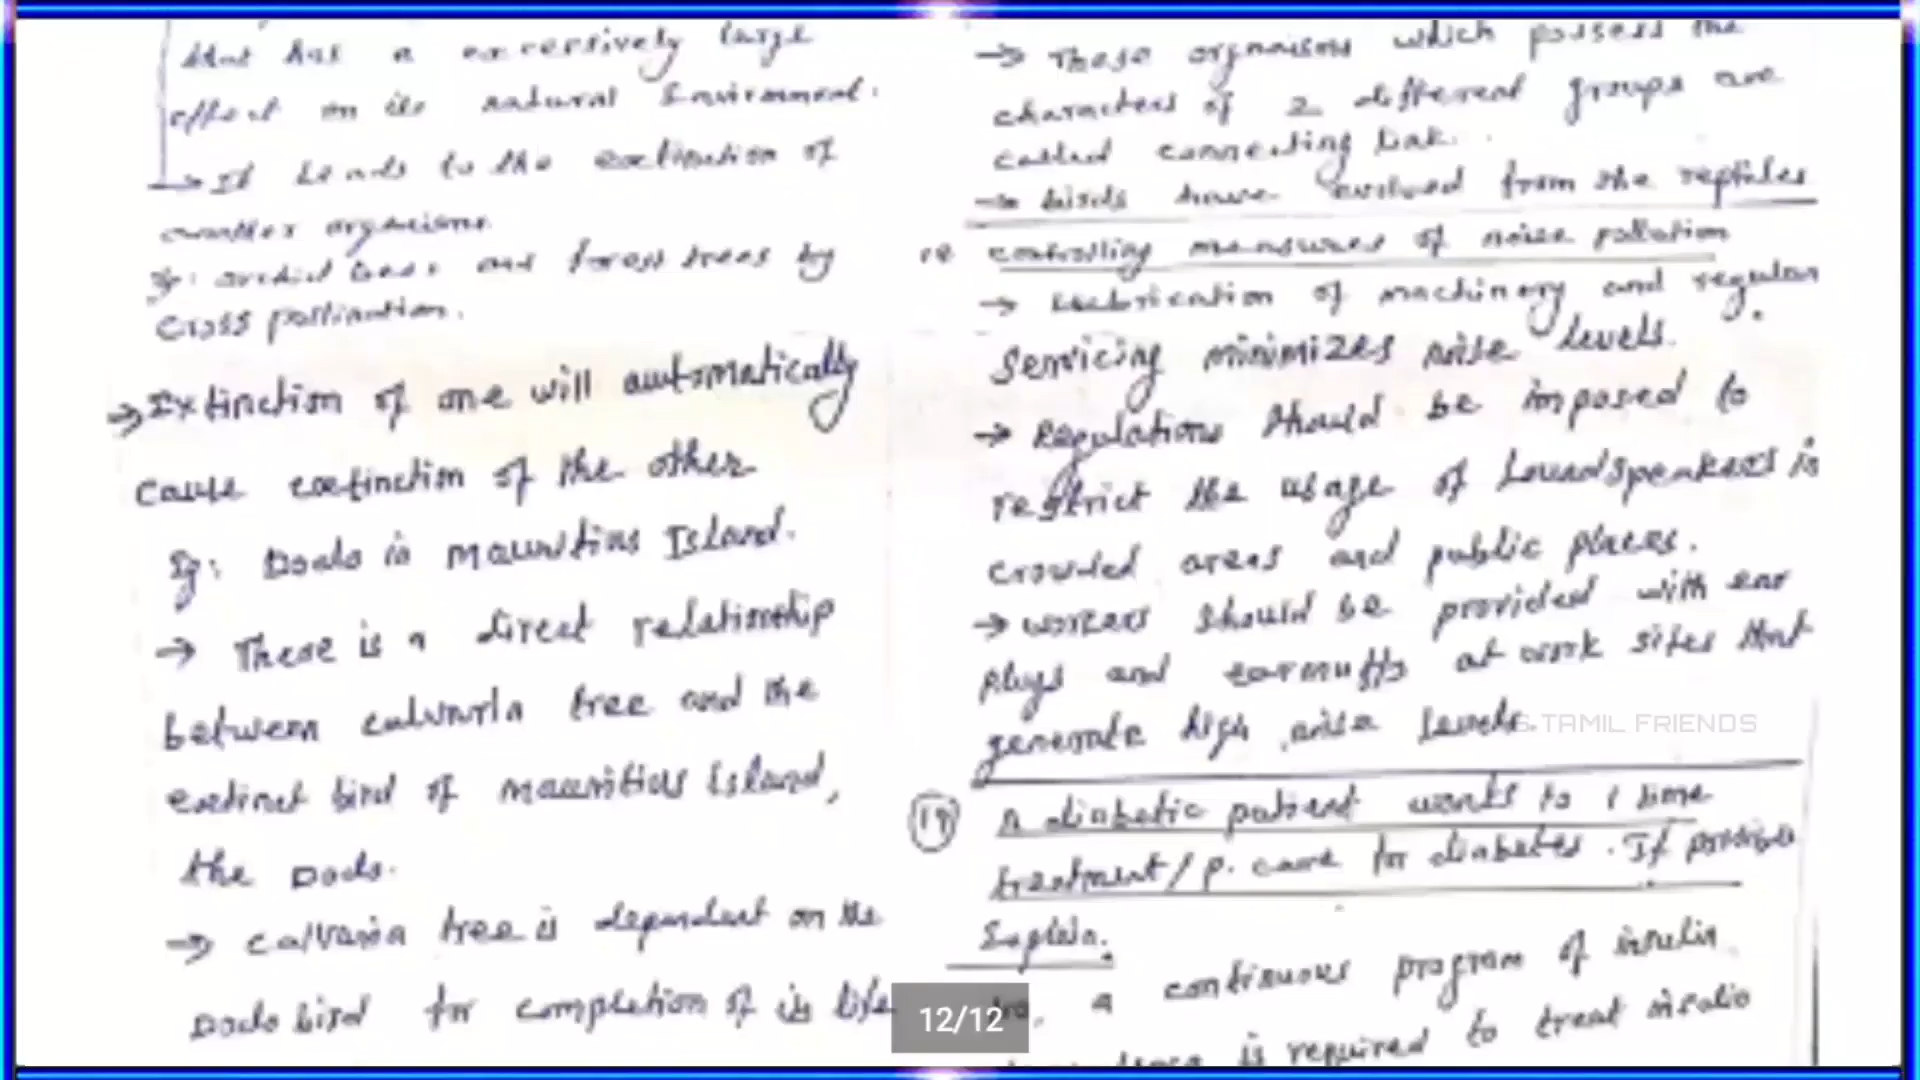 that has a excersively large
effect on its natural Envirnment.
→ It Leads to the extinction of
another organisms.
Eg: orchid trees and forest trees by
Cross pollination.
→ Extinction of one will automatically
cause extinction of the other
Eg: Dodo in Mauritius Island.
→ There is a direct relationship
between calvaria tree and the
extinct bird of mauritius Island,
the Dodo.
→ Calvaria tree is dependent on the
Dodo bird for completion of its life
→ These organisms which possess the
characters of 2 different groups are
called connecting link.
→ birds have evolved from the reptiles
18 controlling measures of noise pollution
→ Lubrication of machinery and regular
Servicing minimizes noise levels.
→ Regulations should be imposed to
restrict the usage of Loundspeakers in
crowded areas and public places.
→ workers should be provided with ear
plugs and earmuffs at work sites that
generate high noise levels.
TAMIL FRIENDS
19 A diabetic patient wants to 1 time
treatment / p. cure for diabetes. If possible
Explain.
no, a continuous program of insulin
is required to treat insulin
12/12